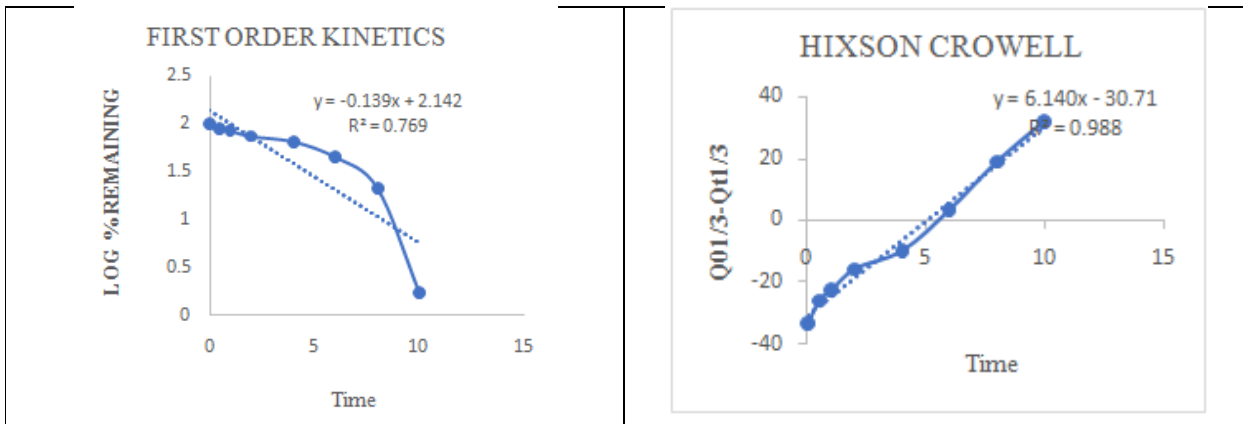 FIRST ORDER KINETICS
y = -0.139x + 2.142
R² = 0.769
LOG %REMAINING
2.5
2
1.5
1
0.5
0
0 5 10 15
Time
HIXSON CROWELL
y = 6.140x - 30.71
R² = 0.988
Q01/3-Qt1/3
40
20
0
-20
-40
0 5 10 15
Time